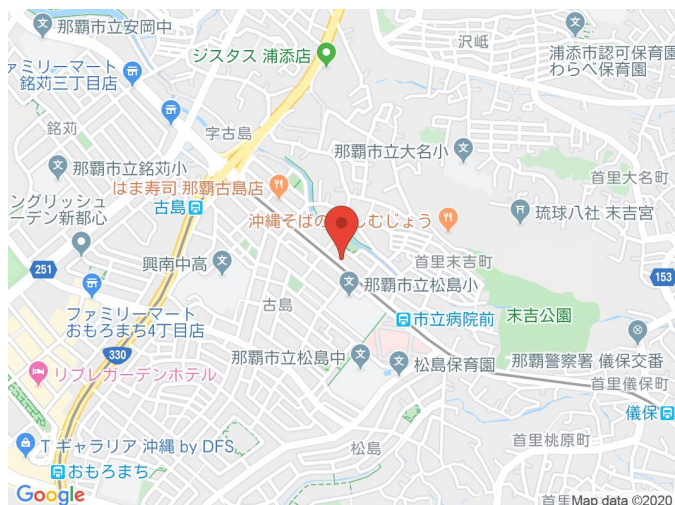 那覇市立安岡中
ジスタス 浦添店
沢岻
浦添市認可保育園
わらべ保育園
ファミリーマート
銘苅三丁目店
銘苅
字古島
那覇市立大名小
那覇市立銘苅小
はま寿司 那覇古島店
首里大名町
ングリッシュ
ーデン新都心
古島
沖縄そばの
しむじょう
琉球八社 末吉宮
251
興南中高
首里末吉町
153
ファミリーマート
おもろまち4丁目店
古島
那覇市立松島小
市立病院前
末吉公園
330
那覇市立松島中
松島保育園
那覇警察署 儀保交番
リブレガーデンホテル
首里儀保町
儀保
T ギャラリア 沖縄 by DFS
松島
首里桃原町
おもろまち
Google
首里
Map data ©2020